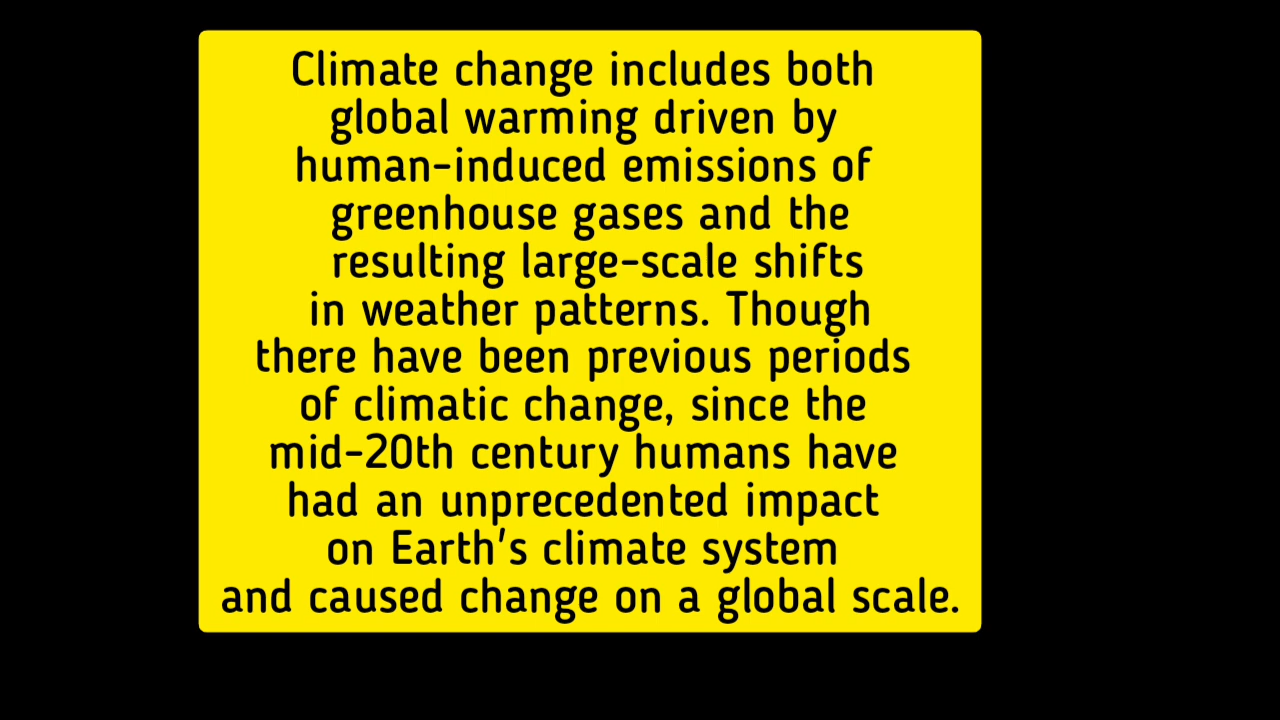 Climate change includes both
global warming driven by
human-induced emissions of
greenhouse gases and the
resulting large-scale shifts
in weather patterns. Though
there have been previous periods
of climatic change, since the
mid-20th century humans have
had an unprecedented impact
on Earth's climate system
and caused change on a global scale.